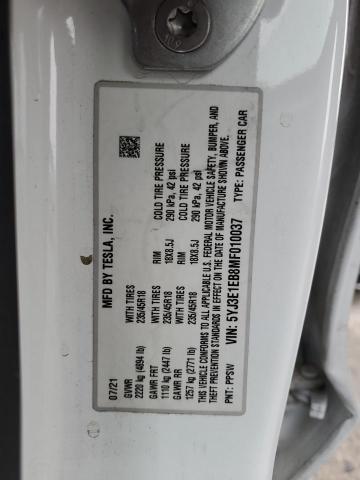 MFD BY TESLA, INC.
07/21
GVWR
2220 kg (4894 lb)
WITH TIRES
235/45R18
RIM
18X8.5J
COLD TIRE PRESSURE
290 kPa, 42 psi
GAWR FRT
1110 kg (2447 lb)
WITH TIRES
235/45R18
RIM
18X8.5J
COLD TIRE PRESSURE
290 kPa, 42 psi
GAWR RR
1257 kg (2771 lb)
THIS VEHICLE CONFORMS TO ALL APPLICABLE U.S. FEDERAL MOTOR VEHICLE SAFETY, BUMPER, AND
THEFT PREVENTION STANDARDS IN EFFECT ON THE DATE OF MANUFACTURE SHOWN ABOVE.
VIN: 5YJ3E1EB8MF010037
TYPE: PASSENGER CAR
PNT: PPSW